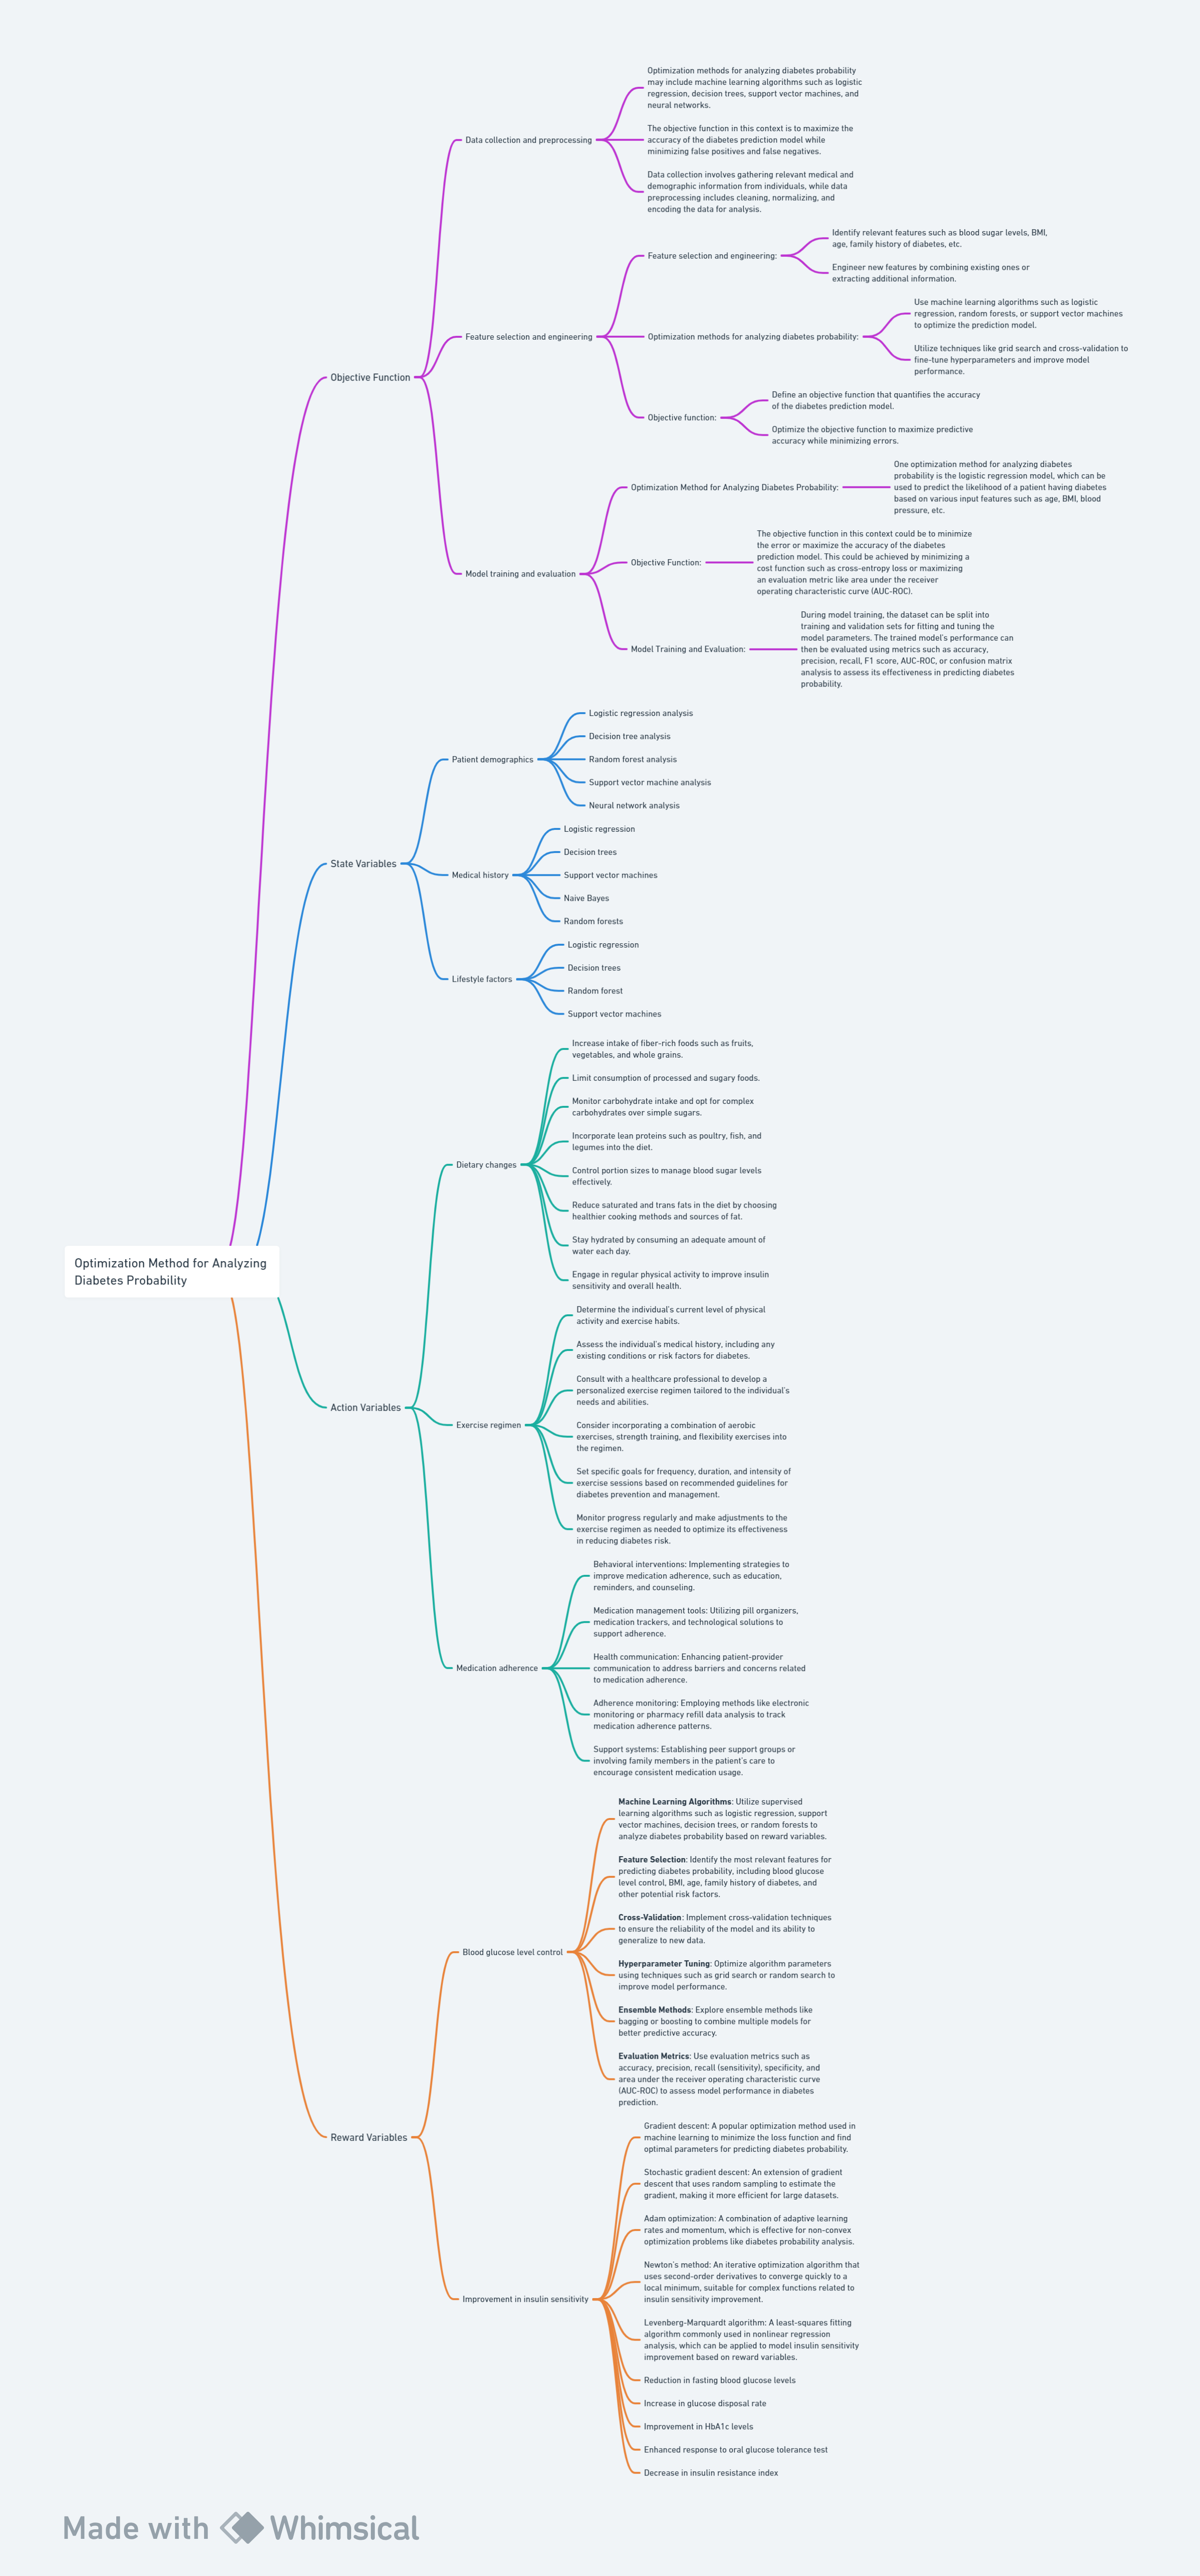 Optimization methods for analyzing diabetes probability
may include machine learning algorithms such as logistic
regression, decision trees, support vector machines, and
neural networks.
The objective function in this context is to maximize the
accuracy of the diabetes prediction model while
minimizing false positives and false negatives.
Data collection and preprocessing
Data collection involves gathering relevant medical and
demographic information from individuals, while data
preprocessing includes cleaning, normalizing, and
encoding the data for analysis.
Identify relevant features such as blood sugar levels, BMI,
age, family history of diabetes, etc.
Feature selection and engineering:
Engineer new features by combining existing ones or
extracting additional information.
Use machine learning algorithms such as logistic
regression, random forests, or support vector machines
to optimize the prediction model.
Feature selection and engineering
Optimization methods for analyzing diabetes probability:
Utilize techniques like grid search and cross-validation to
fine-tune hyperparameters and improve model
performance.
Objective Function
Define an objective function that quantifies the accuracy
of the diabetes prediction model.
Objective function:
Optimize the objective function to maximize predictive
accuracy while minimizing errors.
One optimization method for analyzing diabetes
probability is the logistic regression model, which can be
used to predict the likelihood of a patient having diabetes
based on various input features such as age, BMI, blood
pressure, etc.
Optimization Method for Analyzing Diabetes Probability:
The objective function in this context could be to minimize
the error or maximize the accuracy of the diabetes
prediction model. This could be achieved by minimizing a
cost function such as cross-entropy loss or maximizing
an evaluation metric like area under the receiver
operating characteristic curve (AUC-ROC).
Objective Function:
Model training and evaluation
During model training, the dataset can be split into
training and validation sets for fitting and tuning the
model parameters. The trained model's performance can
then be evaluated using metrics such as accuracy,
precision, recall, F1 score, AUC-ROC, or confusion matrix
analysis to assess its effectiveness in predicting diabetes
probability.
Model Training and Evaluation:
Logistic regression analysis
Decision tree analysis
Patient demographics
Random forest analysis
Support vector machine analysis
Neural network analysis
Logistic regression
Decision trees
State Variables
Medical history
Support vector machines
Naive Bayes
Random forests
Logistic regression
Decision trees
Lifestyle factors
Random forest
Support vector machines
Increase intake of fiber-rich foods such as fruits,
vegetables, and whole grains.
Limit consumption of processed and sugary foods.
Monitor carbohydrate intake and opt for complex
carbohydrates over simple sugars.
Incorporate lean proteins such as poultry, fish, and
legumes into the diet.
Dietary changes
Control portion sizes to manage blood sugar levels
effectively.
Reduce saturated and trans fats in the diet by choosing
healthier cooking methods and sources of fat.
Stay hydrated by consuming an adequate amount of
water each day.
Optimization Method for Analyzing
Diabetes Probability
Engage in regular physical activity to improve insulin
sensitivity and overall health.
Determine the individual's current level of physical
activity and exercise habits.
Assess the individual's medical history, including any
existing conditions or risk factors for diabetes.
Consult with a healthcare professional to develop a
personalized exercise regimen tailored to the individual's
needs and abilities.
Action Variables
Exercise regimen
Consider incorporating a combination of aerobic
exercises, strength training, and flexibility exercises into
the regimen.
Set specific goals for frequency, duration, and intensity of
exercise sessions based on recommended guidelines for
diabetes prevention and management.
Monitor progress regularly and make adjustments to the
exercise regimen as needed to optimize its effectiveness
in reducing diabetes risk.
Behavioral interventions: Implementing strategies to
improve medication adherence, such as education,
reminders, and counseling.
Medication management tools: Utilizing pill organizers,
medication trackers, and technological solutions to
support adherence.
Medication adherence
Health communication: Enhancing patient-provider
communication to address barriers and concerns related
to medication adherence.
Adherence monitoring: Employing methods like electronic
monitoring or pharmacy refill data analysis to track
medication adherence patterns.
Support systems: Establishing peer support groups or
involving family members in the patient's care to
encourage consistent medication usage.
Machine Learning Algorithms: Utilize supervised
learning algorithms such as logistic regression, support
vector machines, decision trees, or random forests to
analyze diabetes probability based on reward variables.
Feature Selection: Identify the most relevant features for
predicting diabetes probability, including blood glucose
level control, BMI, age, family history of diabetes, and
other potential risk factors.
Cross-Validation: Implement cross-validation techniques
to ensure the reliability of the model and its ability to
generalize to new data.
Blood glucose level control
Hyperparameter Tuning: Optimize algorithm parameters
using techniques such as grid search or random search to
improve model performance.
Ensemble Methods: Explore ensemble methods like
bagging or boosting to combine multiple models for
better predictive accuracy.
Evaluation Metrics: Use evaluation metrics such as
accuracy, precision, recall (sensitivity), specificity, and
area under the receiver operating characteristic curve
(AUC-ROC) to assess model performance in diabetes
prediction.
Reward Variables
Gradient descent: A popular optimization method used in
machine learning to minimize the loss function and find
optimal parameters for predicting diabetes probability.
Stochastic gradient descent: An extension of gradient
descent that uses random sampling to estimate the
gradient, making it more efficient for large datasets.
Adam optimization: A combination of adaptive learning
rates and momentum, which is effective for non-convex
optimization problems like diabetes probability analysis.
Newton's method: An iterative optimization algorithm that
uses second-order derivatives to converge quickly to a
local minimum, suitable for complex functions related to
insulin sensitivity improvement.
Improvement in insulin sensitivity
Levenberg-Marquardt algorithm: A least-squares fitting
algorithm commonly used in nonlinear regression
analysis, which can be applied to model insulin sensitivity
improvement based on reward variables.
Reduction in fasting blood glucose levels
Increase in glucose disposal rate
Improvement in HbA1c levels
Enhanced response to oral glucose tolerance test
Decrease in insulin resistance index
Made with Whimsical